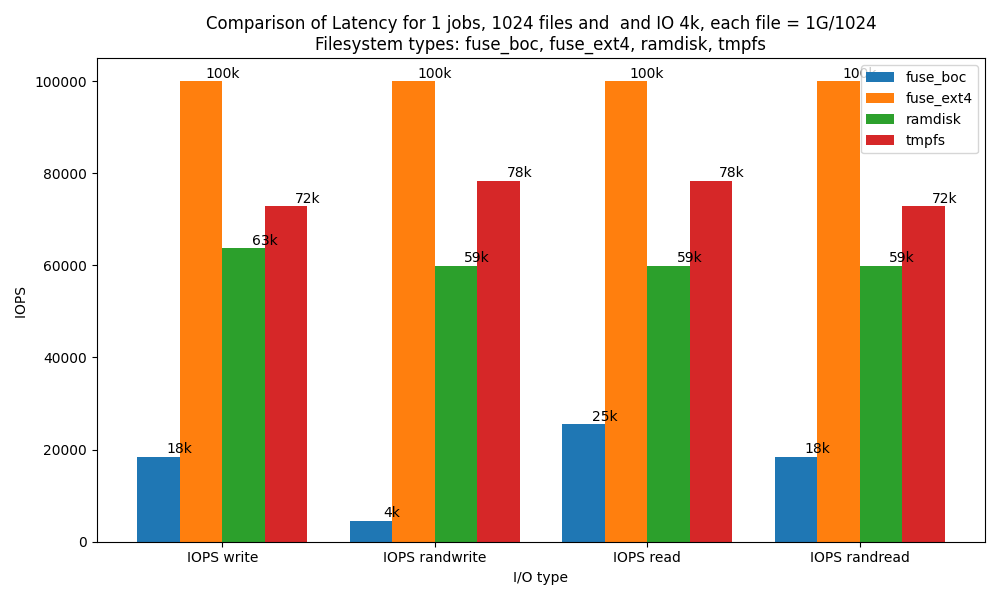 Comparison of Latency for 1 jobs, 1024 files and  and IO 4k, each file = 1G/1024
Filesystem types: fuse_boc, fuse_ext4, ramdisk, tmpfs
IOPS
100000
80000
60000
40000
20000
0
18k
100k
63k
72k
4k
100k
59k
78k
25k
100k
59k
78k
18k
100k
59k
72k
fuse_boc
fuse_ext4
ramdisk
tmpfs
IOPS write
IOPS randwrite
IOPS read
IOPS randread
I/O type